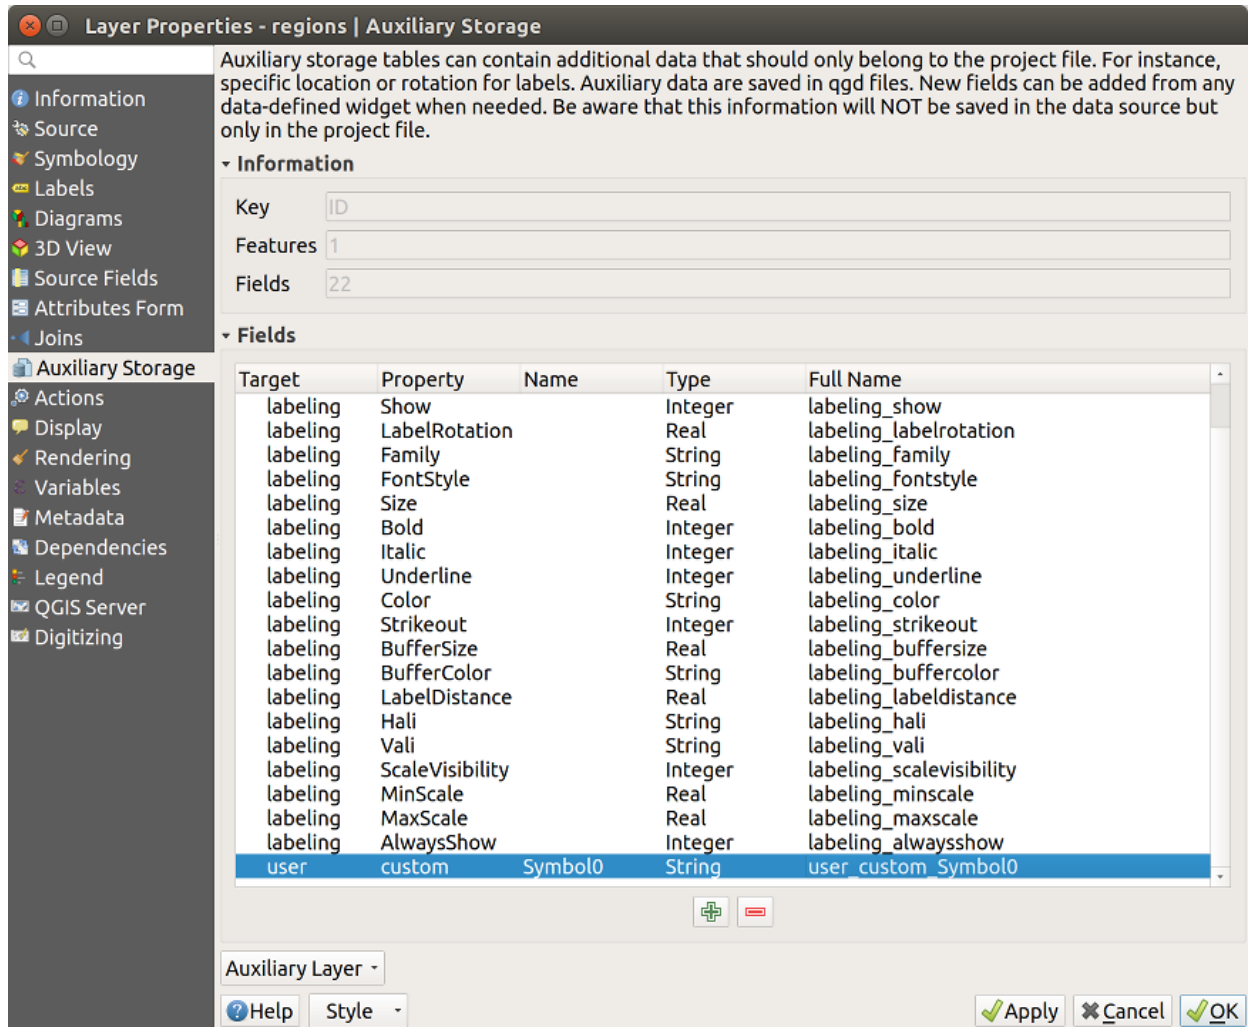 Layer Properties - regions | Auxiliary Storage
Information
Source
Symbology
Labels
Diagrams
3D View
Source Fields
Attributes Form
Joins
Auxiliary Storage
Actions
Display
Rendering
Variables
Metadata
Dependencies
Legend
QGIS Server
Digitizing
Auxiliary storage tables can contain additional data that should only belong to the project file. For instance,
specific location or rotation for labels. Auxiliary data are saved in qgd files. New fields can be added from any
data-defined widget when needed. Be aware that this information will NOT be saved in the data source but
only in the project file.
Information
Key ID
Features 1
Fields 22
Fields
Target Property Name Type Full Name
labeling Show Integer labeling_show
labeling LabelRotation Real labeling_labelrotation
labeling Family String labeling_family
labeling FontStyle String labeling_fontstyle
labeling Size Real labeling_size
labeling Bold Integer labeling_bold
labeling Italic Integer labeling_italic
labeling Underline Integer labeling_underline
labeling Color String labeling_color
labeling Strikeout Integer labeling_strikeout
labeling BufferSize Real labeling_buffersize
labeling BufferColor String labeling_buffercolor
labeling LabelDistance Real labeling_labeldistance
labeling Hali String labeling_hali
labeling Vali String labeling_vali
labeling ScaleVisibility Integer labeling_scalevisibility
labeling MinScale Real labeling_minscale
labeling MaxScale Real labeling_maxscale
labeling AlwaysShow Integer labeling_alwaysshow
user custom Symbol0 String user_custom_Symbol0
Auxiliary Layer
Help Style Apply Cancel OK